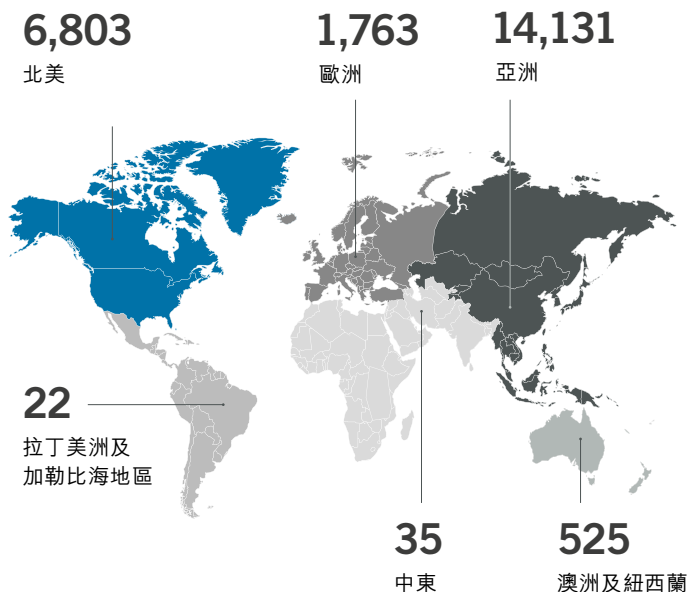 6,803
北美
1,763
歐洲
14,131
亞洲
22
拉丁美洲及
加勒比海地區
35
中東
525
澳洲及紐西蘭